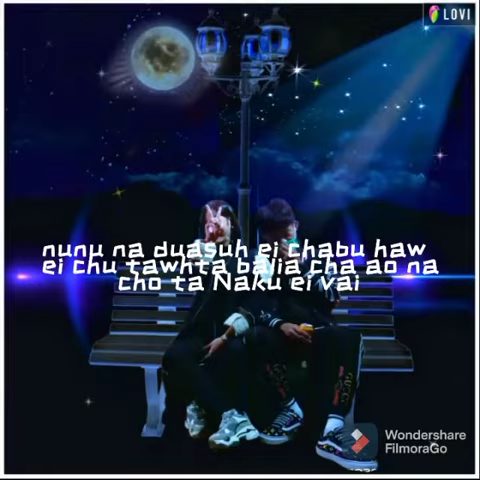 LOVI
nunu na duasuh ei chabu haw
ei chu tawhta balia cha ao na
cho ta Naku ei vai
Wondershare
FilmoraGo